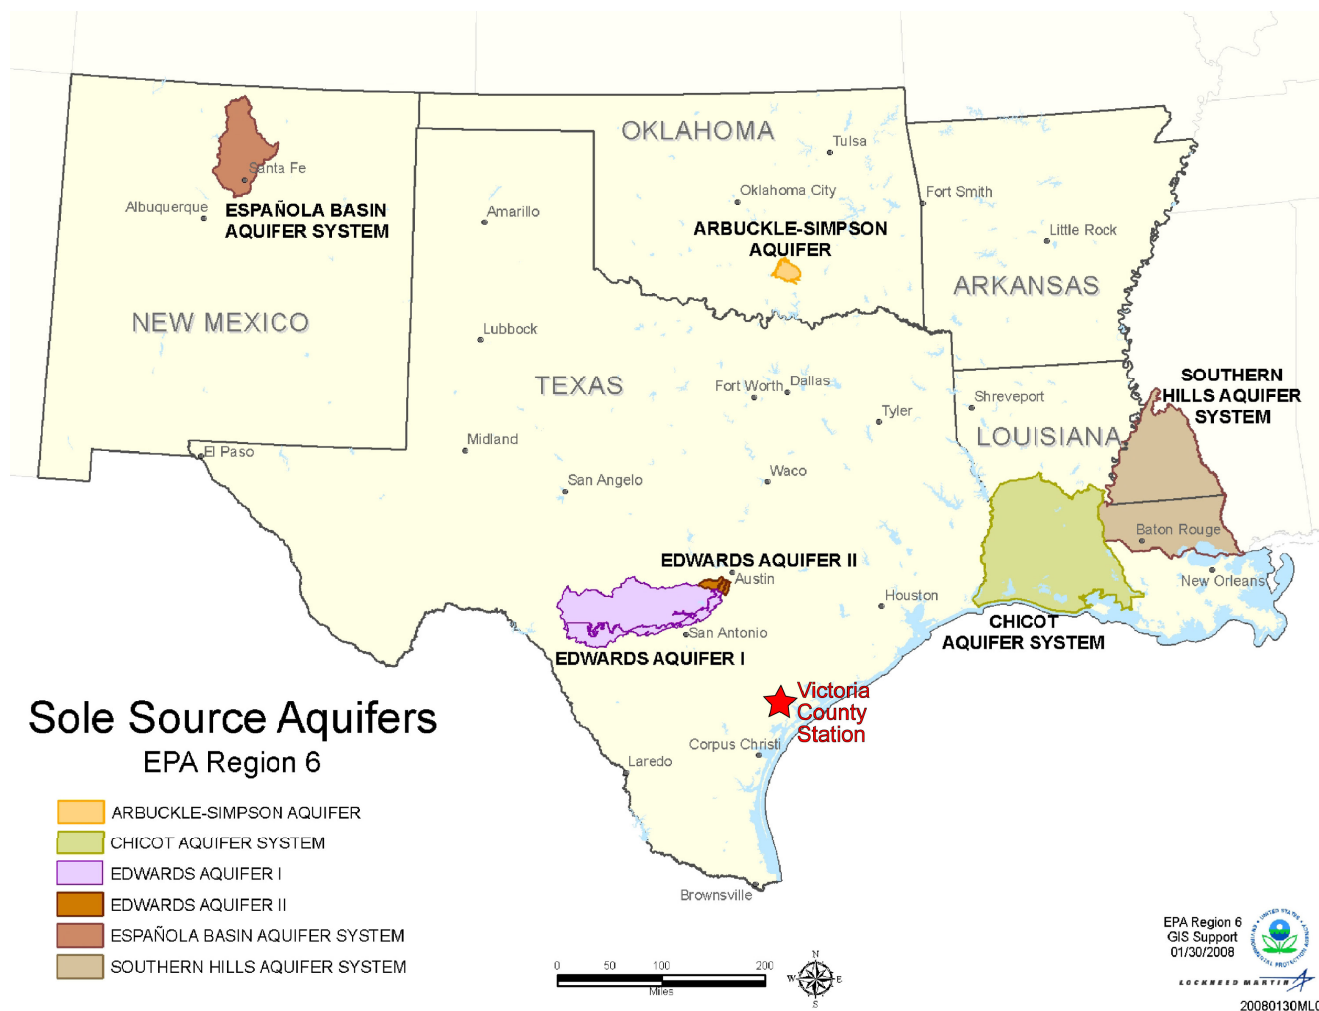 OKLAHOMA
Tulsa
Santa Fe
Oklahoma City
Fort Smith
Albuquerque
ESPAÑOLA BASIN
AQUIFER SYSTEM
Amarillo
ARBUCKLE-SIMPSON
AQUIFER
Little Rock
ARKANSAS
NEW MEXICO
Lubbock
TEXAS
Fort Worth
Dallas
SOUTHERN
HILLS AQUIFER
SYSTEM
Shreveport
Tyler
LOUISIANA
Midland
El Paso
Waco
San Angelo
Baton Rouge
EDWARDS AQUIFER II
Austin
New Orleans
Houston
CHICOT
AQUIFER SYSTEM
San Antonio
EDWARDS AQUIFER I
Victoria
County
Station
Corpus Christi
Laredo
Brownsville
Sole Source Aquifers
EPA Region 6
ARBUCKLE-SIMPSON AQUIFER
CHICOT AQUIFER SYSTEM
EDWARDS AQUIFER I
EDWARDS AQUIFER II
ESPAÑOLA BASIN AQUIFER SYSTEM
SOUTHERN HILLS AQUIFER SYSTEM
0 50 100 200
Miles
N
W E
S
EPA Region 6
GIS Support
01/30/2008
UNITED STATES
ENVIRONMENTAL PROTECTION
LOCKHEED MARTIN
20080130ML0